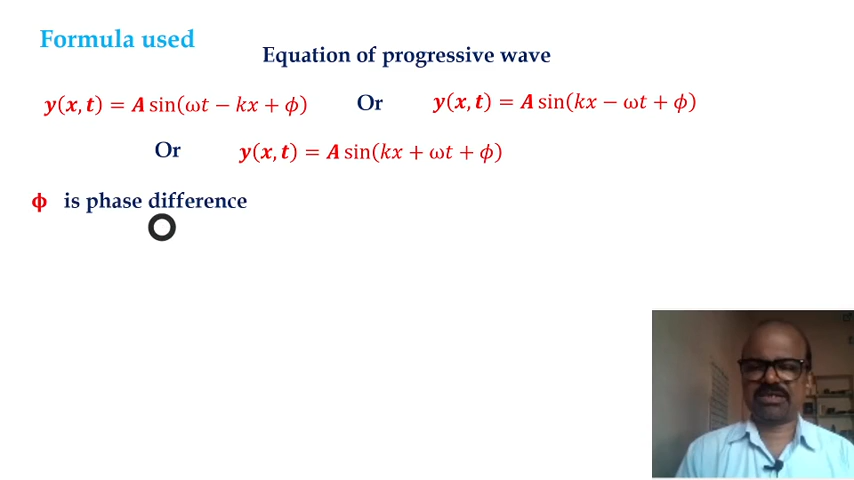 Formula used
Equation of progressive wave
y(x, t) = A sin(ωt − kx + ϕ) Or y(x, t) = A sin(kx − ωt + ϕ)
Or y(x, t) = A sin(kx + ωt + ϕ)
ϕ is phase difference